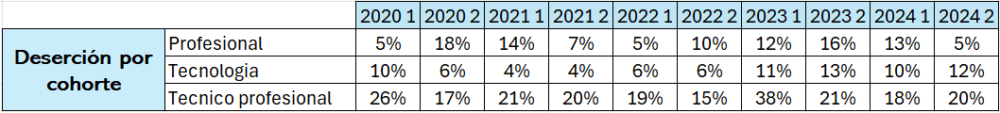 2020 1 2020 2 2021 1 2021 2 2022 1 2022 2 2023 1 2023 2 2024 1 2024 2
Deserción por
cohorte
Profesional 5% 18% 14% 7% 5% 10% 12% 16% 13% 5%
Tecnologia 10% 6% 4% 4% 6% 6% 11% 13% 10% 12%
Tecnico profesional 26% 17% 21% 20% 19% 15% 38% 21% 18% 20%